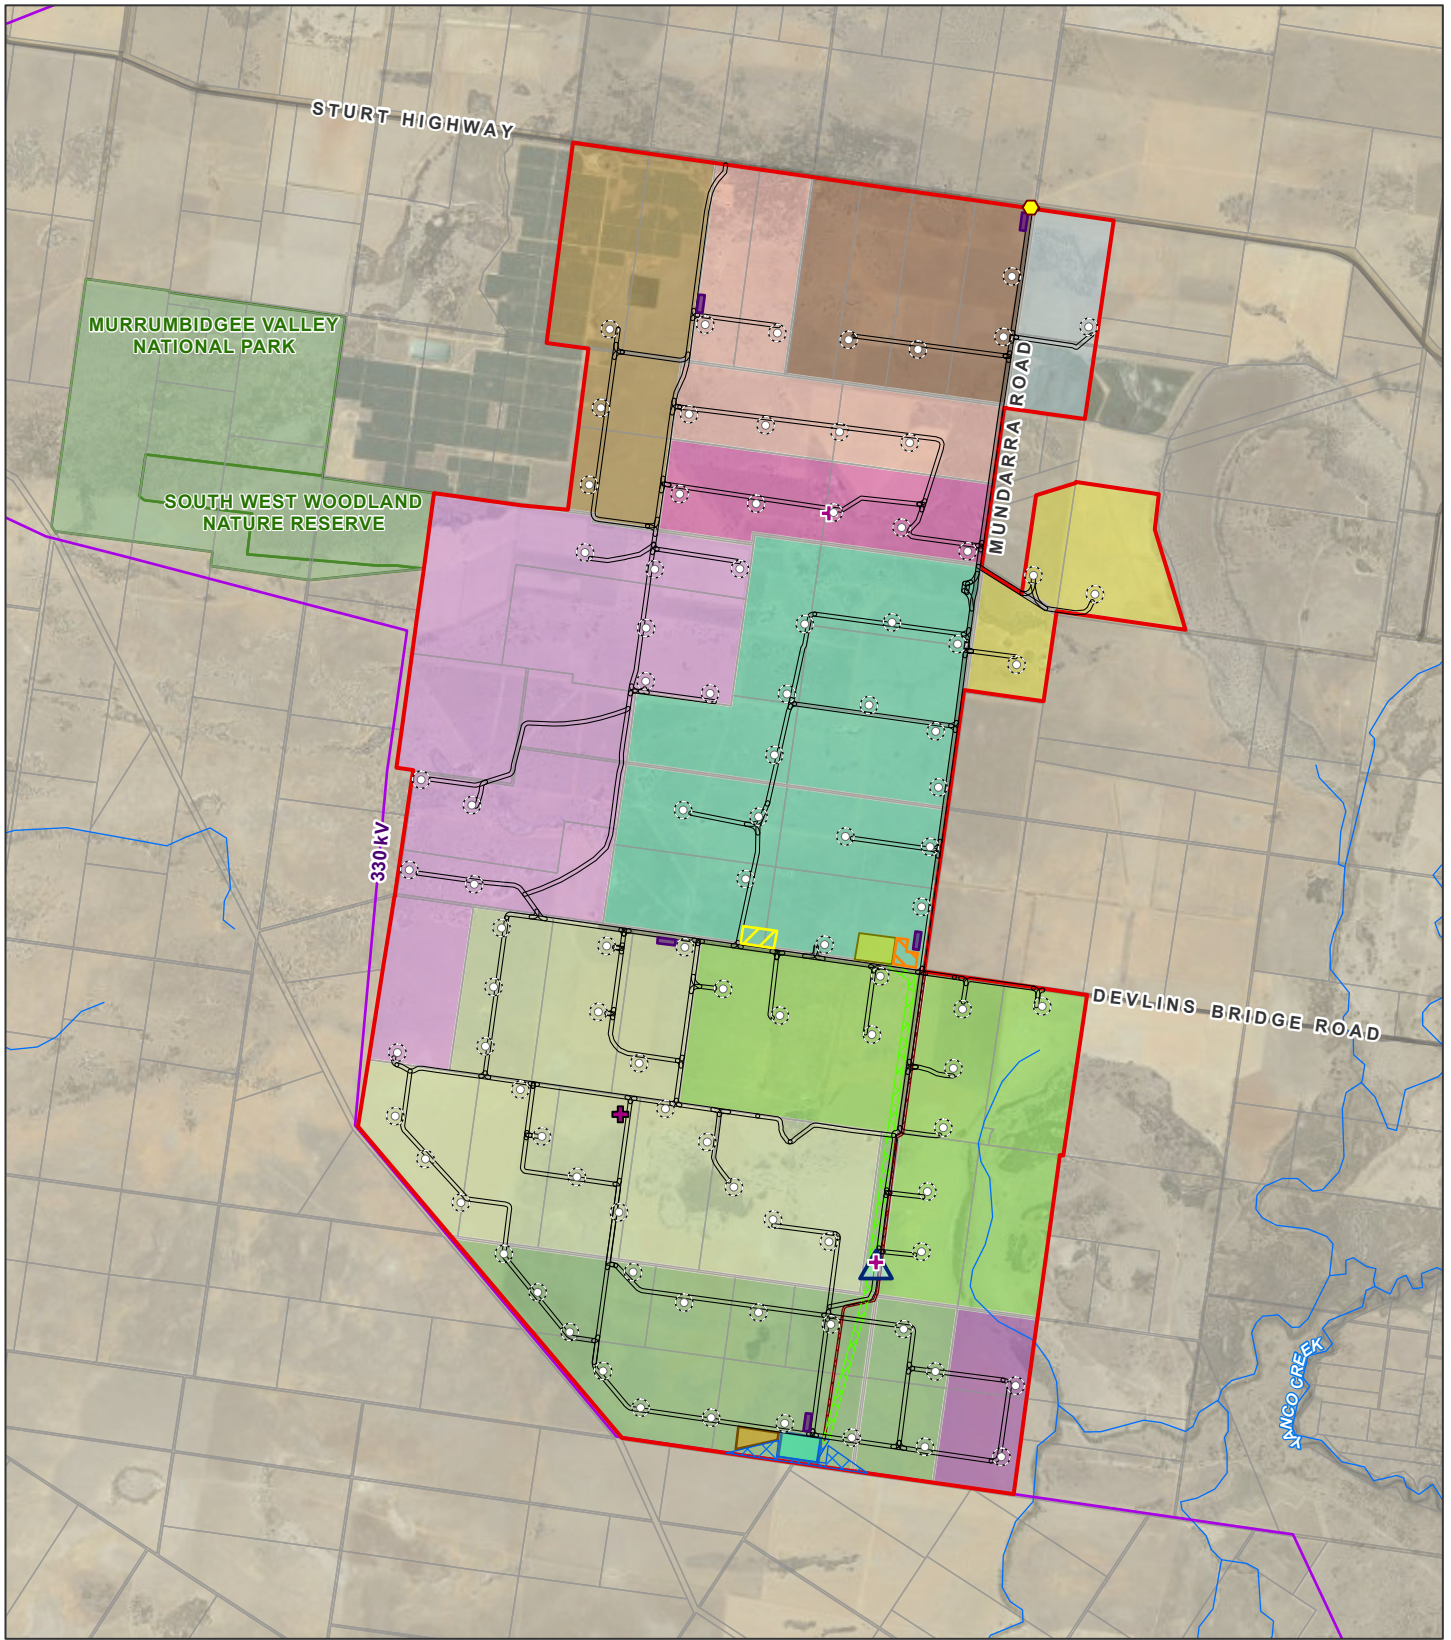 STURT HIGHWAY
MURRUMBIDGEE VALLEY
NATIONAL PARK
MUNDARRA ROAD
SOUTH WEST WOODLAND
NATURE RESERVE
330 kV
DEVLINS BRIDGE ROAD
YANCO CREEK